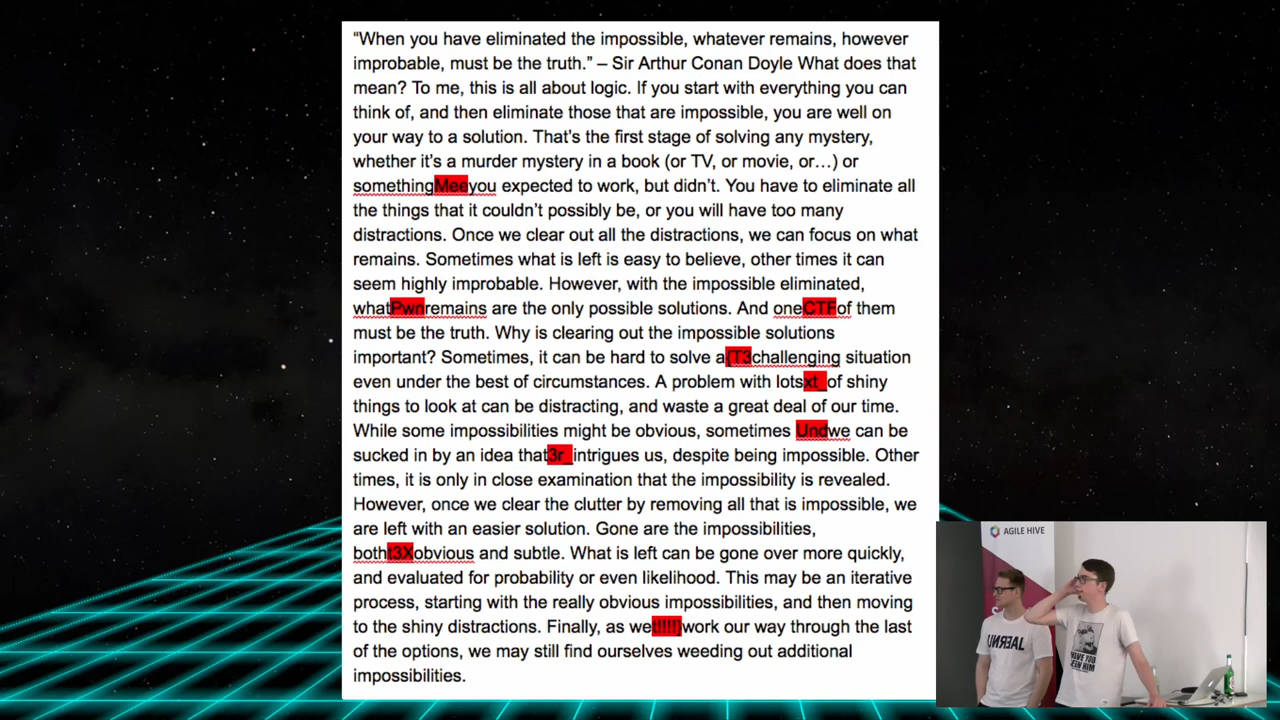 “When you have eliminated the impossible, whatever remains, however
improbable, must be the truth.” – Sir Arthur Conan Doyle What does that
mean? To me, this is all about logic. If you start with everything you can
think of, and then eliminate those that are impossible, you are well on
your way to a solution. That’s the first stage of solving any mystery,
whether it’s a murder mystery in a book (or TV, or movie, or…) or
somethingMeeyou expected to work, but didn’t. You have to eliminate all
the things that it couldn’t possibly be, or you will have too many
distractions. Once we clear out all the distractions, we can focus on what
remains. Sometimes what is left is easy to believe, other times it can
seem highly improbable. However, with the impossible eliminated,
whatPwnremains are the only possible solutions. And oneCTFof them
must be the truth. Why is clearing out the impossible solutions
important? Sometimes, it can be hard to solve a{T3challenging situation
even under the best of circumstances. A problem with lotsxt_of shiny
things to look at can be distracting, and waste a great deal of our time.
While some impossibilities might be obvious, sometimes Undwe can be
sucked in by an idea that3r_intrigues us, despite being impossible. Other
times, it is only in close examination that the impossibility is revealed.
However, once we clear the clutter by removing all that is impossible, we
are left with an easier solution. Gone are the impossibilities,
botht3Xobvious and subtle. What is left can be gone over more quickly,
and evaluated for probability or even likelihood. This may be an iterative
process, starting with the really obvious impossibilities, and then moving
to the shiny distractions. Finally, as wet!!!!}work our way through the last
of the options, we may still find ourselves weeding out additional
impossibilities.
AGILE HIVE
HAVE YOU
SEEN HIM